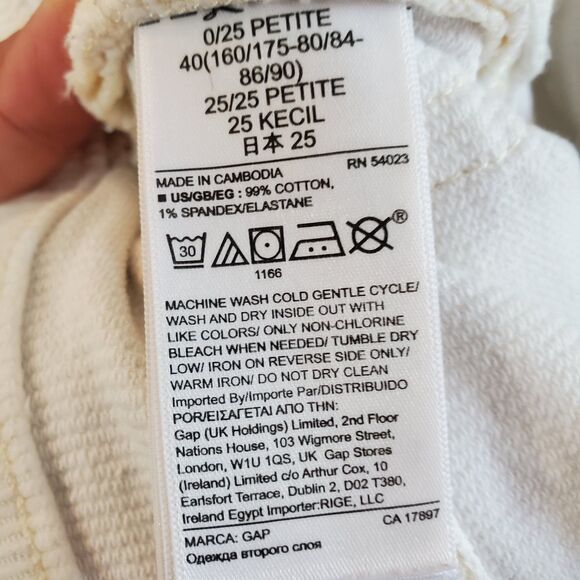 0/25 PETITE
40(160/175-80/84-
86/90)
25/25 PETITE
25 KECIL
日本 25
RN 54023
MADE IN CAMBODIA
■ US/GB/EG : 99% COTTON,
1% SPANDEX/ELASTANE
30
®
1166
MACHINE WASH COLD GENTLE CYCLE/
WASH AND DRY INSIDE OUT WITH
LIKE COLORS/ ONLY NON-CHLORINE
BLEACH WHEN NEEDED/ TUMBLE DRY
LOW/ IRON ON REVERSE SIDE ONLY/
WARM IRON/ DO NOT DRY CLEAN
Imported By/Importe Par/DISTRIBUIDO
POR/ΕΙΣΑΓΕΤΑΙ ΑΠΟ ΤΗΝ:
Gap (UK Holdings) Limited, 2nd Floor
Nations House, 103 Wigmore Street,
London, W1U 1QS, UK Gap Stores
(Ireland) Limited c/o Arthur Cox, 10
Earlsfort Terrace, Dublin 2, D02 T380,
Ireland Egypt Importer:RIGE, LLC
CA 17897
MARCA: GAP
Одежда второго слоя